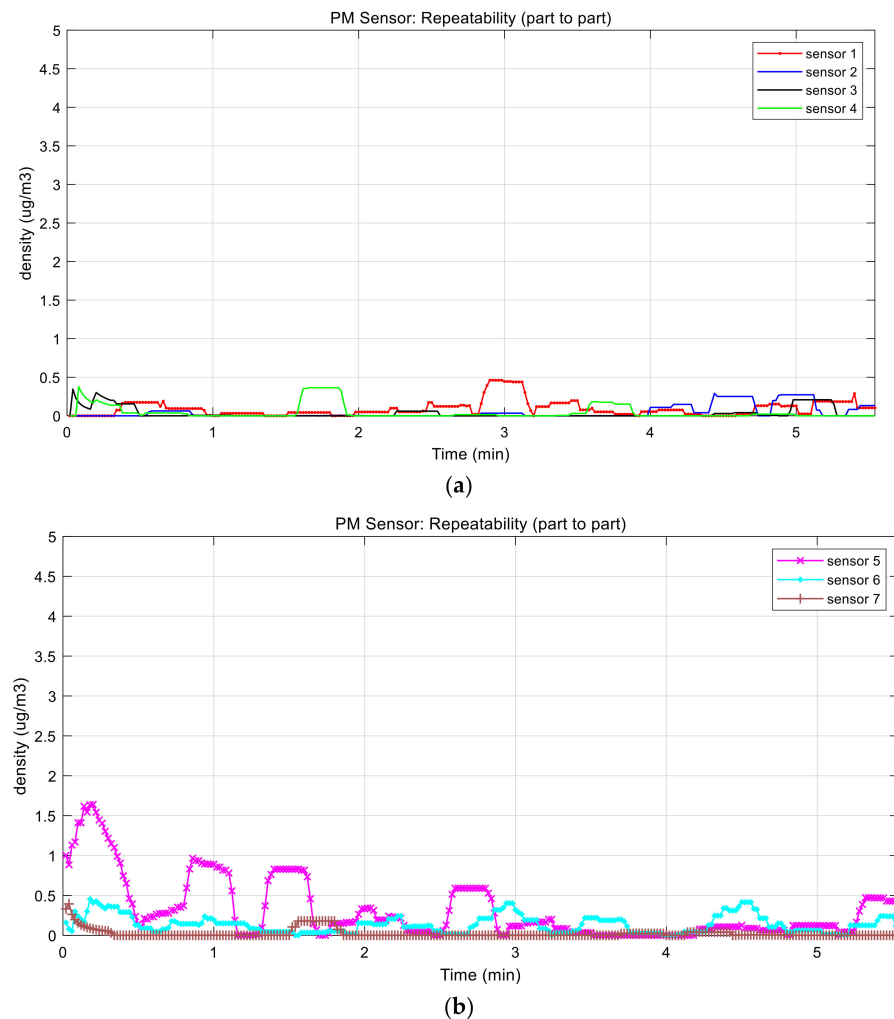 PM Sensor: Repeatability (part to part)
5
4.5
4
3.5
3
2.5
2
1.5
1
0.5
0
density (ug/m3)
sensor 1
sensor 2
sensor 3
sensor 4
0 1 2 3 4 5
Time (min)
(a)
PM Sensor: Repeatability (part to part)
5
4.5
4
3.5
3
2.5
2
1.5
1
0.5
0
density (ug/m3)
sensor 5
sensor 6
sensor 7
0 1 2 3 4 5
Time (min)
(b)